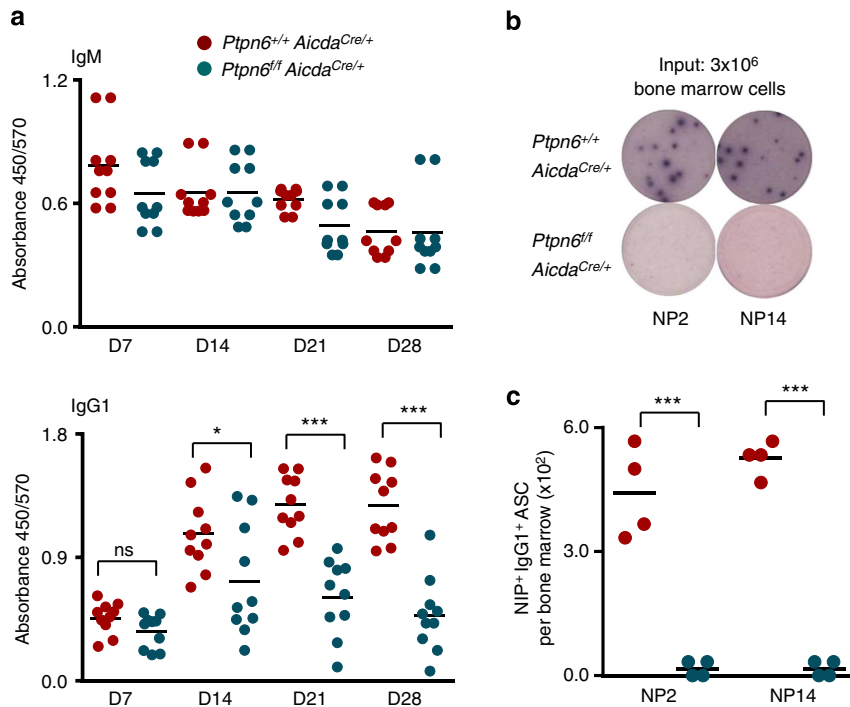 a
IgM
Ptpn6+/+ AicdaCre/+
Ptpn6f/f AicdaCre/+
1.2
0.6
0.0
Absorbance 450/570
D7 D14 D21 D28
IgG1
1.8
0.9
0.0
Absorbance 450/570
ns
*
***
***
D7 D14 D21 D28
b
Input: 3x10⁶
bone marrow cells
Ptpn6+/+
AicdaCre/+
Ptpn6f/f
AicdaCre/+
NP2 NP14
c
6.0
3.0
0.0
NIP+ IgG1+ ASC
per bone marrow (x10²)
***
***
NP2 NP14